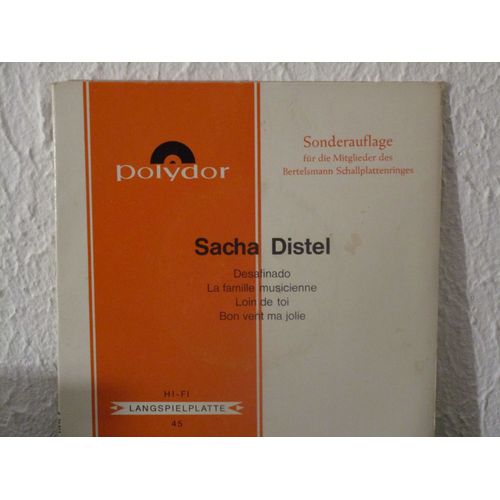 polydor
Sonderauflage
für die Mitglieder des
Bertelsmann Schallplattenringes
Sacha Distel
Desafinado
La famille musicienne
Loin de toi
Bon vent ma jolie
HI-FI
LANGSPIELPLATTE
45